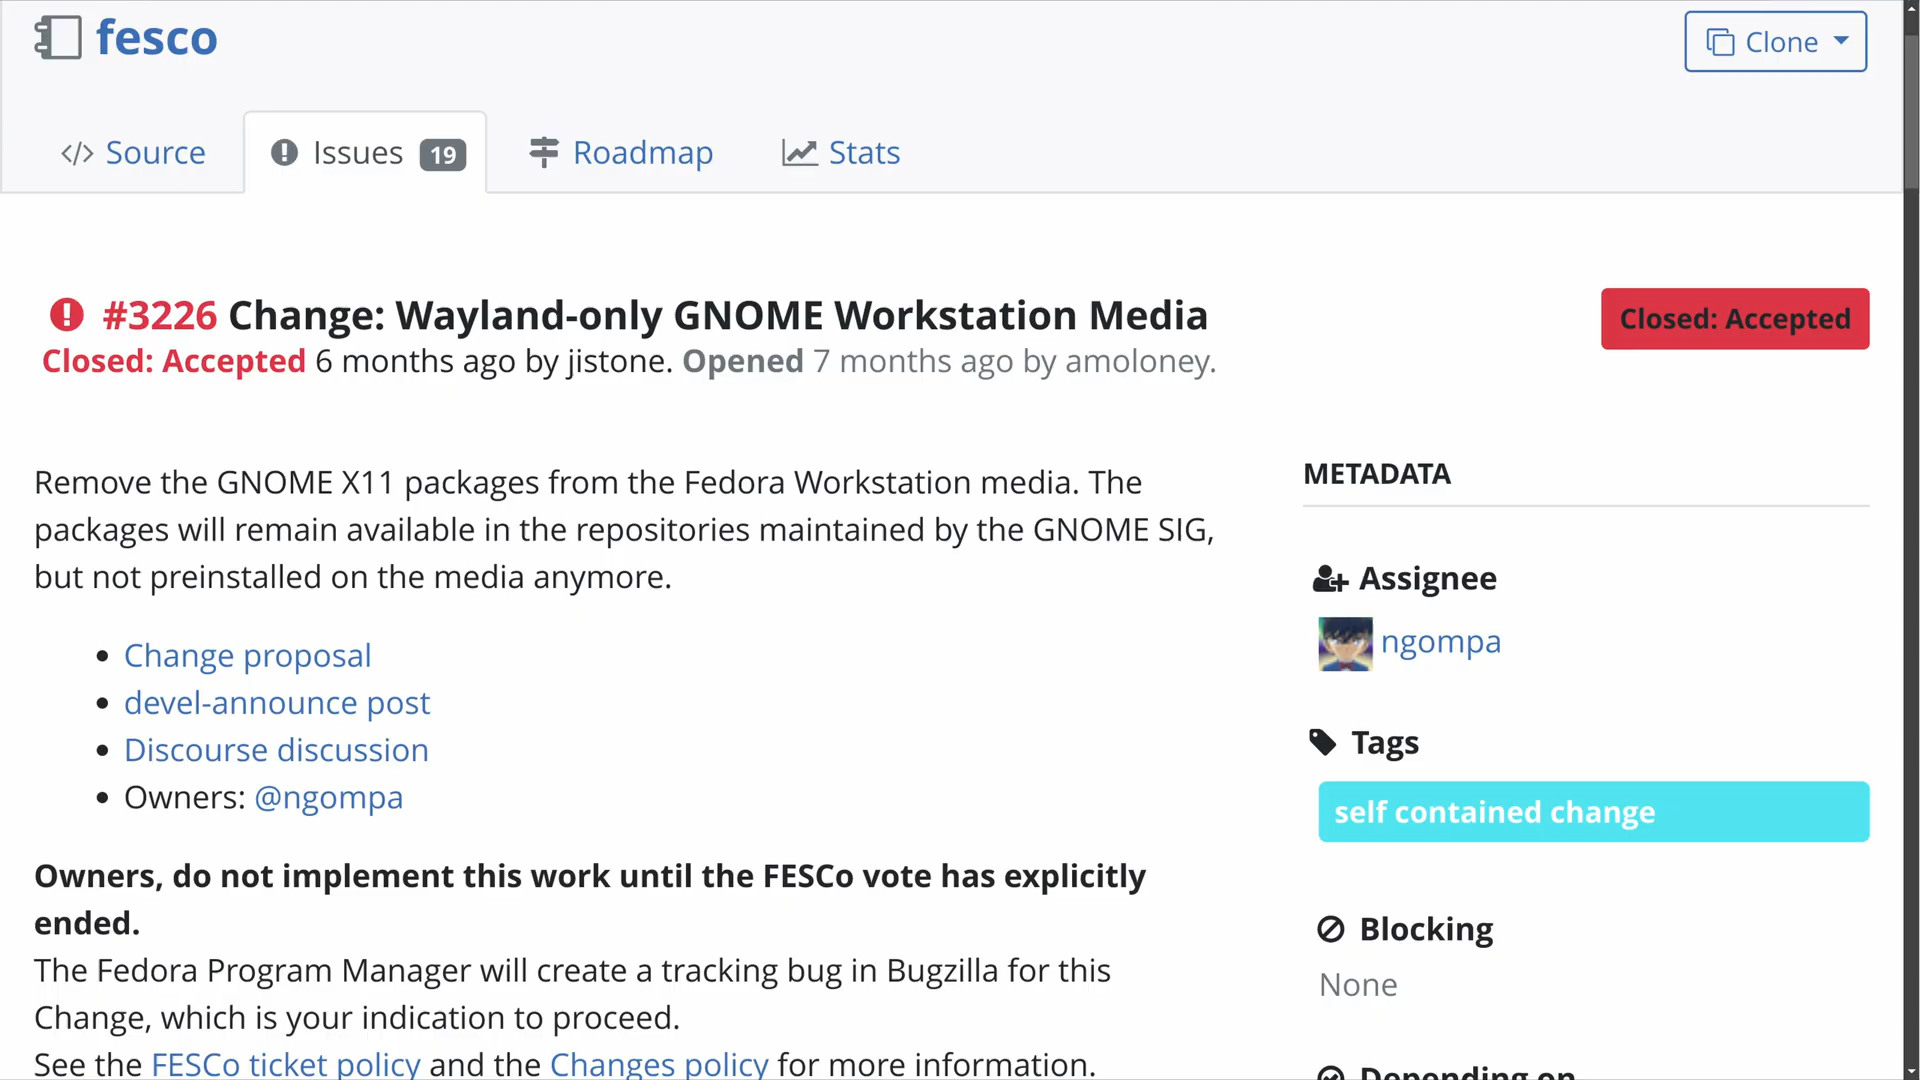 fesco
Clone
Source
Issues 19
Roadmap
Stats
#3226 Change: Wayland-only GNOME Workstation Media
Closed: Accepted 6 months ago by jistone. Opened 7 months ago by amoloney.
Closed: Accepted
Remove the GNOME X11 packages from the Fedora Workstation media. The
packages will remain available in the repositories maintained by the GNOME SIG,
but not preinstalled on the media anymore.
Change proposal
devel-announce post
Discourse discussion
Owners: @ngompa
Owners, do not implement this work until the FESCo vote has explicitly
ended.
The Fedora Program Manager will create a tracking bug in Bugzilla for this
Change, which is your indication to proceed.
See the FESCo ticket policy and the Changes policy for more information.
METADATA
Assignee
ngompa
Tags
self contained change
Blocking
None
Depending on